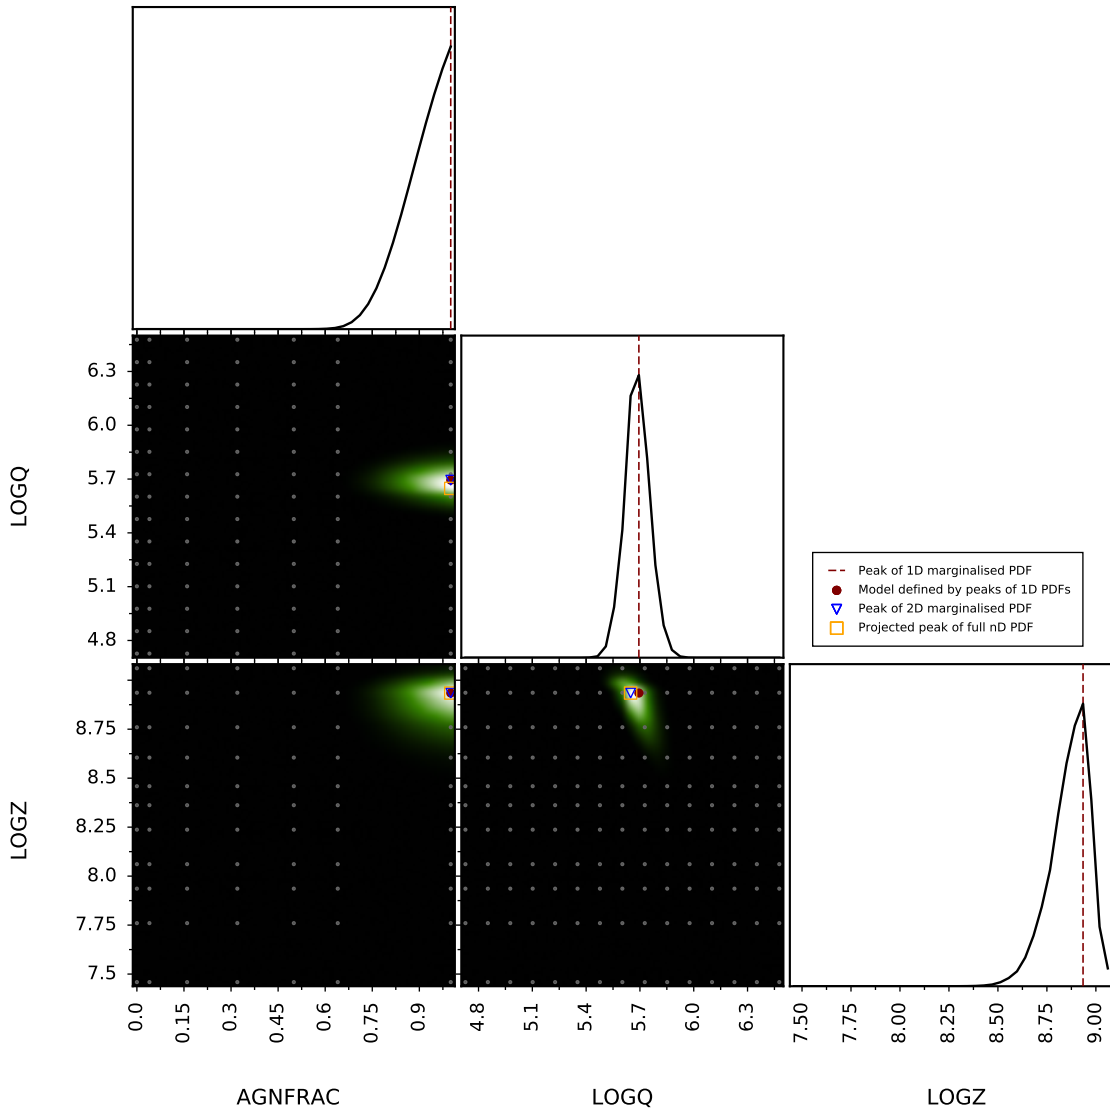 LOGQ
6.3
6.0
5.7
5.4
5.1
4.8
Peak of 1D marginalised PDF
Model defined by peaks of 1D PDFs
Peak of 2D marginalised PDF
Projected peak of full nD PDF
LOGZ
8.75
8.5
8.25
8.0
7.75
7.5
0.0 0.15 0.3 0.45 0.6 0.75 0.9
4.8 5.1 5.4 5.7 6.0 6.3
7.50 7.75 8.00 8.25 8.50 8.75 9.00
AGNFRAC LOGQ LOGZ